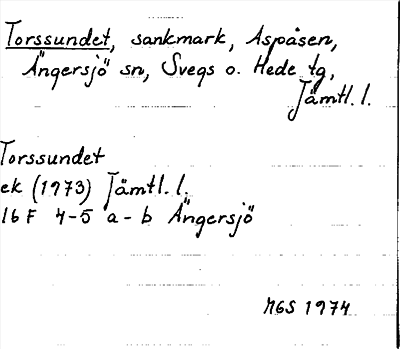 Torssundet, sankmark, Aspåsen,
Ängersjö sn, Svegs o. Hede tg,
Jämtl. l.
Torssundet
ek (1973) Jämtl. l.
16 F 4-5 a-b Ängersjö
MGS 1974